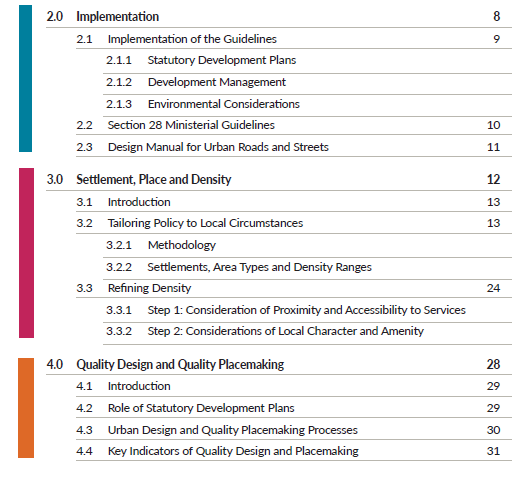 2.0 Implementation 8
2.1 Implementation of the Guidelines 9
2.1.1 Statutory Development Plans
2.1.2 Development Management
2.1.3 Environmental Considerations
2.2 Section 28 Ministerial Guidelines 10
2.3 Design Manual for Urban Roads and Streets 11
3.0 Settlement, Place and Density 12
3.1 Introduction 13
3.2 Tailoring Policy to Local Circumstances 13
3.2.1 Methodology
3.2.2 Settlements, Area Types and Density Ranges
3.3 Refining Density 24
3.3.1 Step 1: Consideration of Proximity and Accessibility to Services
3.3.2 Step 2: Considerations of Local Character and Amenity
4.0 Quality Design and Quality Placemaking 28
4.1 Introduction 29
4.2 Role of Statutory Development Plans 29
4.3 Urban Design and Quality Placemaking Processes 30
4.4 Key Indicators of Quality Design and Placemaking 31